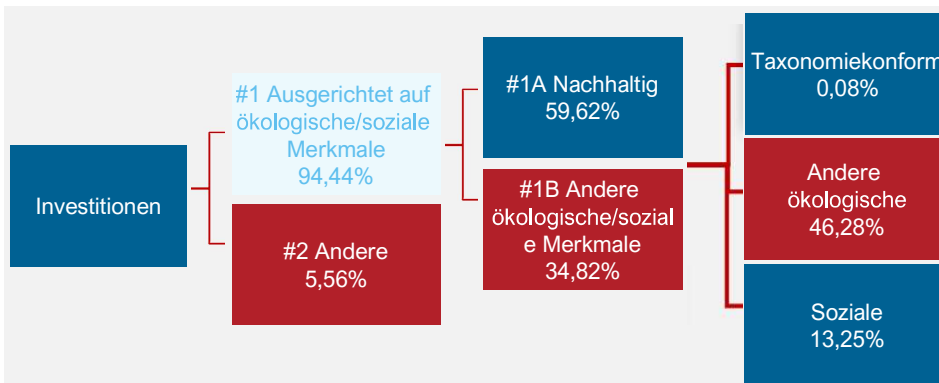 Investitionen
#1 Ausgerichtet auf
ökologische/soziale
Merkmale
94,44%
#2 Andere
5,56%
#1A Nachhaltig
59,62%
#1B Andere
ökologische/sozial
e Merkmale
34,82%
Taxonomiekonform
0,08%
Andere
ökologische
46,28%
Soziale
13,25%